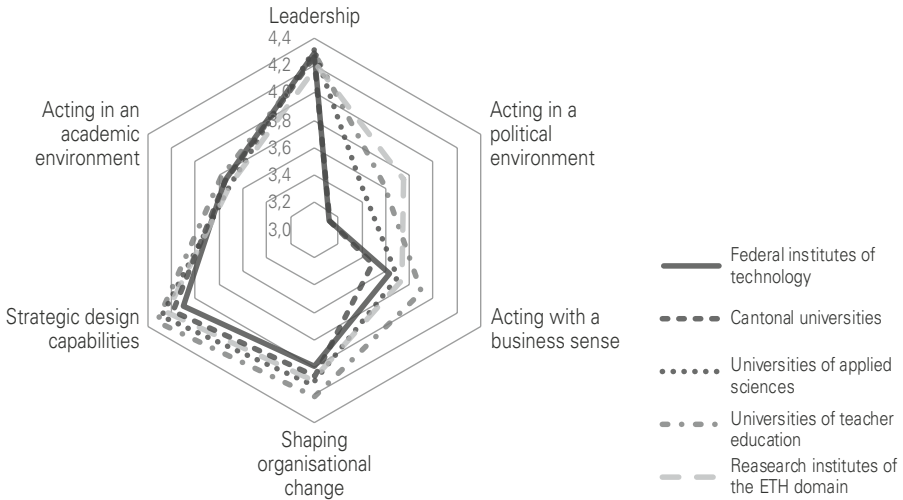 Leadership
4,4
4,2
4,0
3,8
3,6
3,4
3,2
3,0
Acting in an
academic
environment
Acting in a
political
environment
Strategic design
capabilities
Acting with a
business sense
Shaping
organisational
change
Federal institutes of
technology
Cantonal universities
Universities of applied
sciences
Universities of teacher
education
Reasearch institutes of
the ETH domain